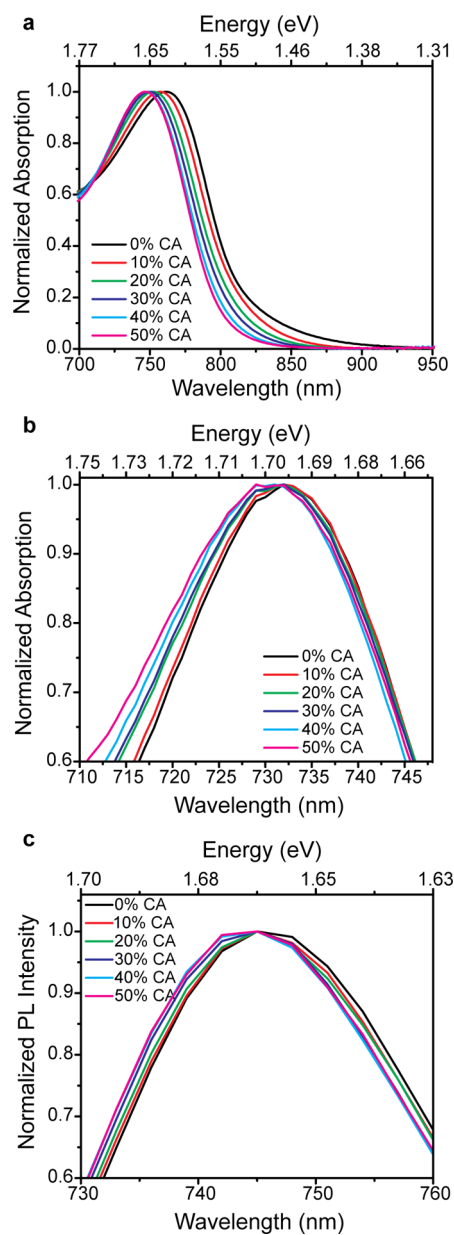 a
Energy (eV)
1.77 1.65 1.55 1.46 1.38 1.31
Normalized Absorption
1.0
0.8
0.6
0.4
0.2
0.0
0% CA
10% CA
20% CA
30% CA
40% CA
50% CA
700 750 800 850 900 950
Wavelength (nm)
b
Energy (eV)
1.75 1.73 1.72 1.71 1.70 1.69 1.68 1.66
Normalized Absorption
1.0
0.9
0.8
0.7
0.6
0% CA
10% CA
20% CA
30% CA
40% CA
50% CA
710 715 720 725 730 735 740 745
Wavelength (nm)
c
Energy (eV)
1.70 1.68 1.65 1.63
Normalized PL Intensity
1.0
0.9
0.8
0.7
0.6
0% CA
10% CA
20% CA
30% CA
40% CA
50% CA
730 740 750 760
Wavelength (nm)